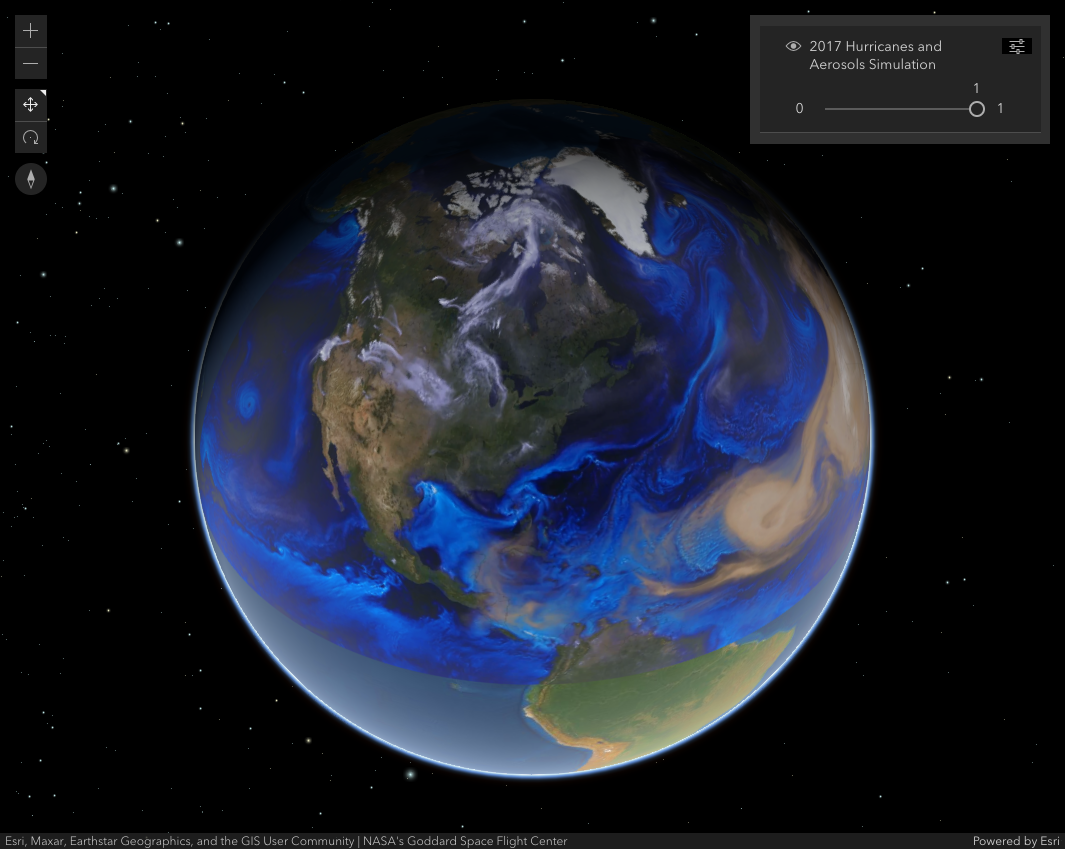 2017 Hurricanes and
Aerosols Simulation
1
0 1
Esri, Maxar, Earthstar Geographics, and the GIS User Community | NASA's Goddard Space Flight Center Powered by Esri